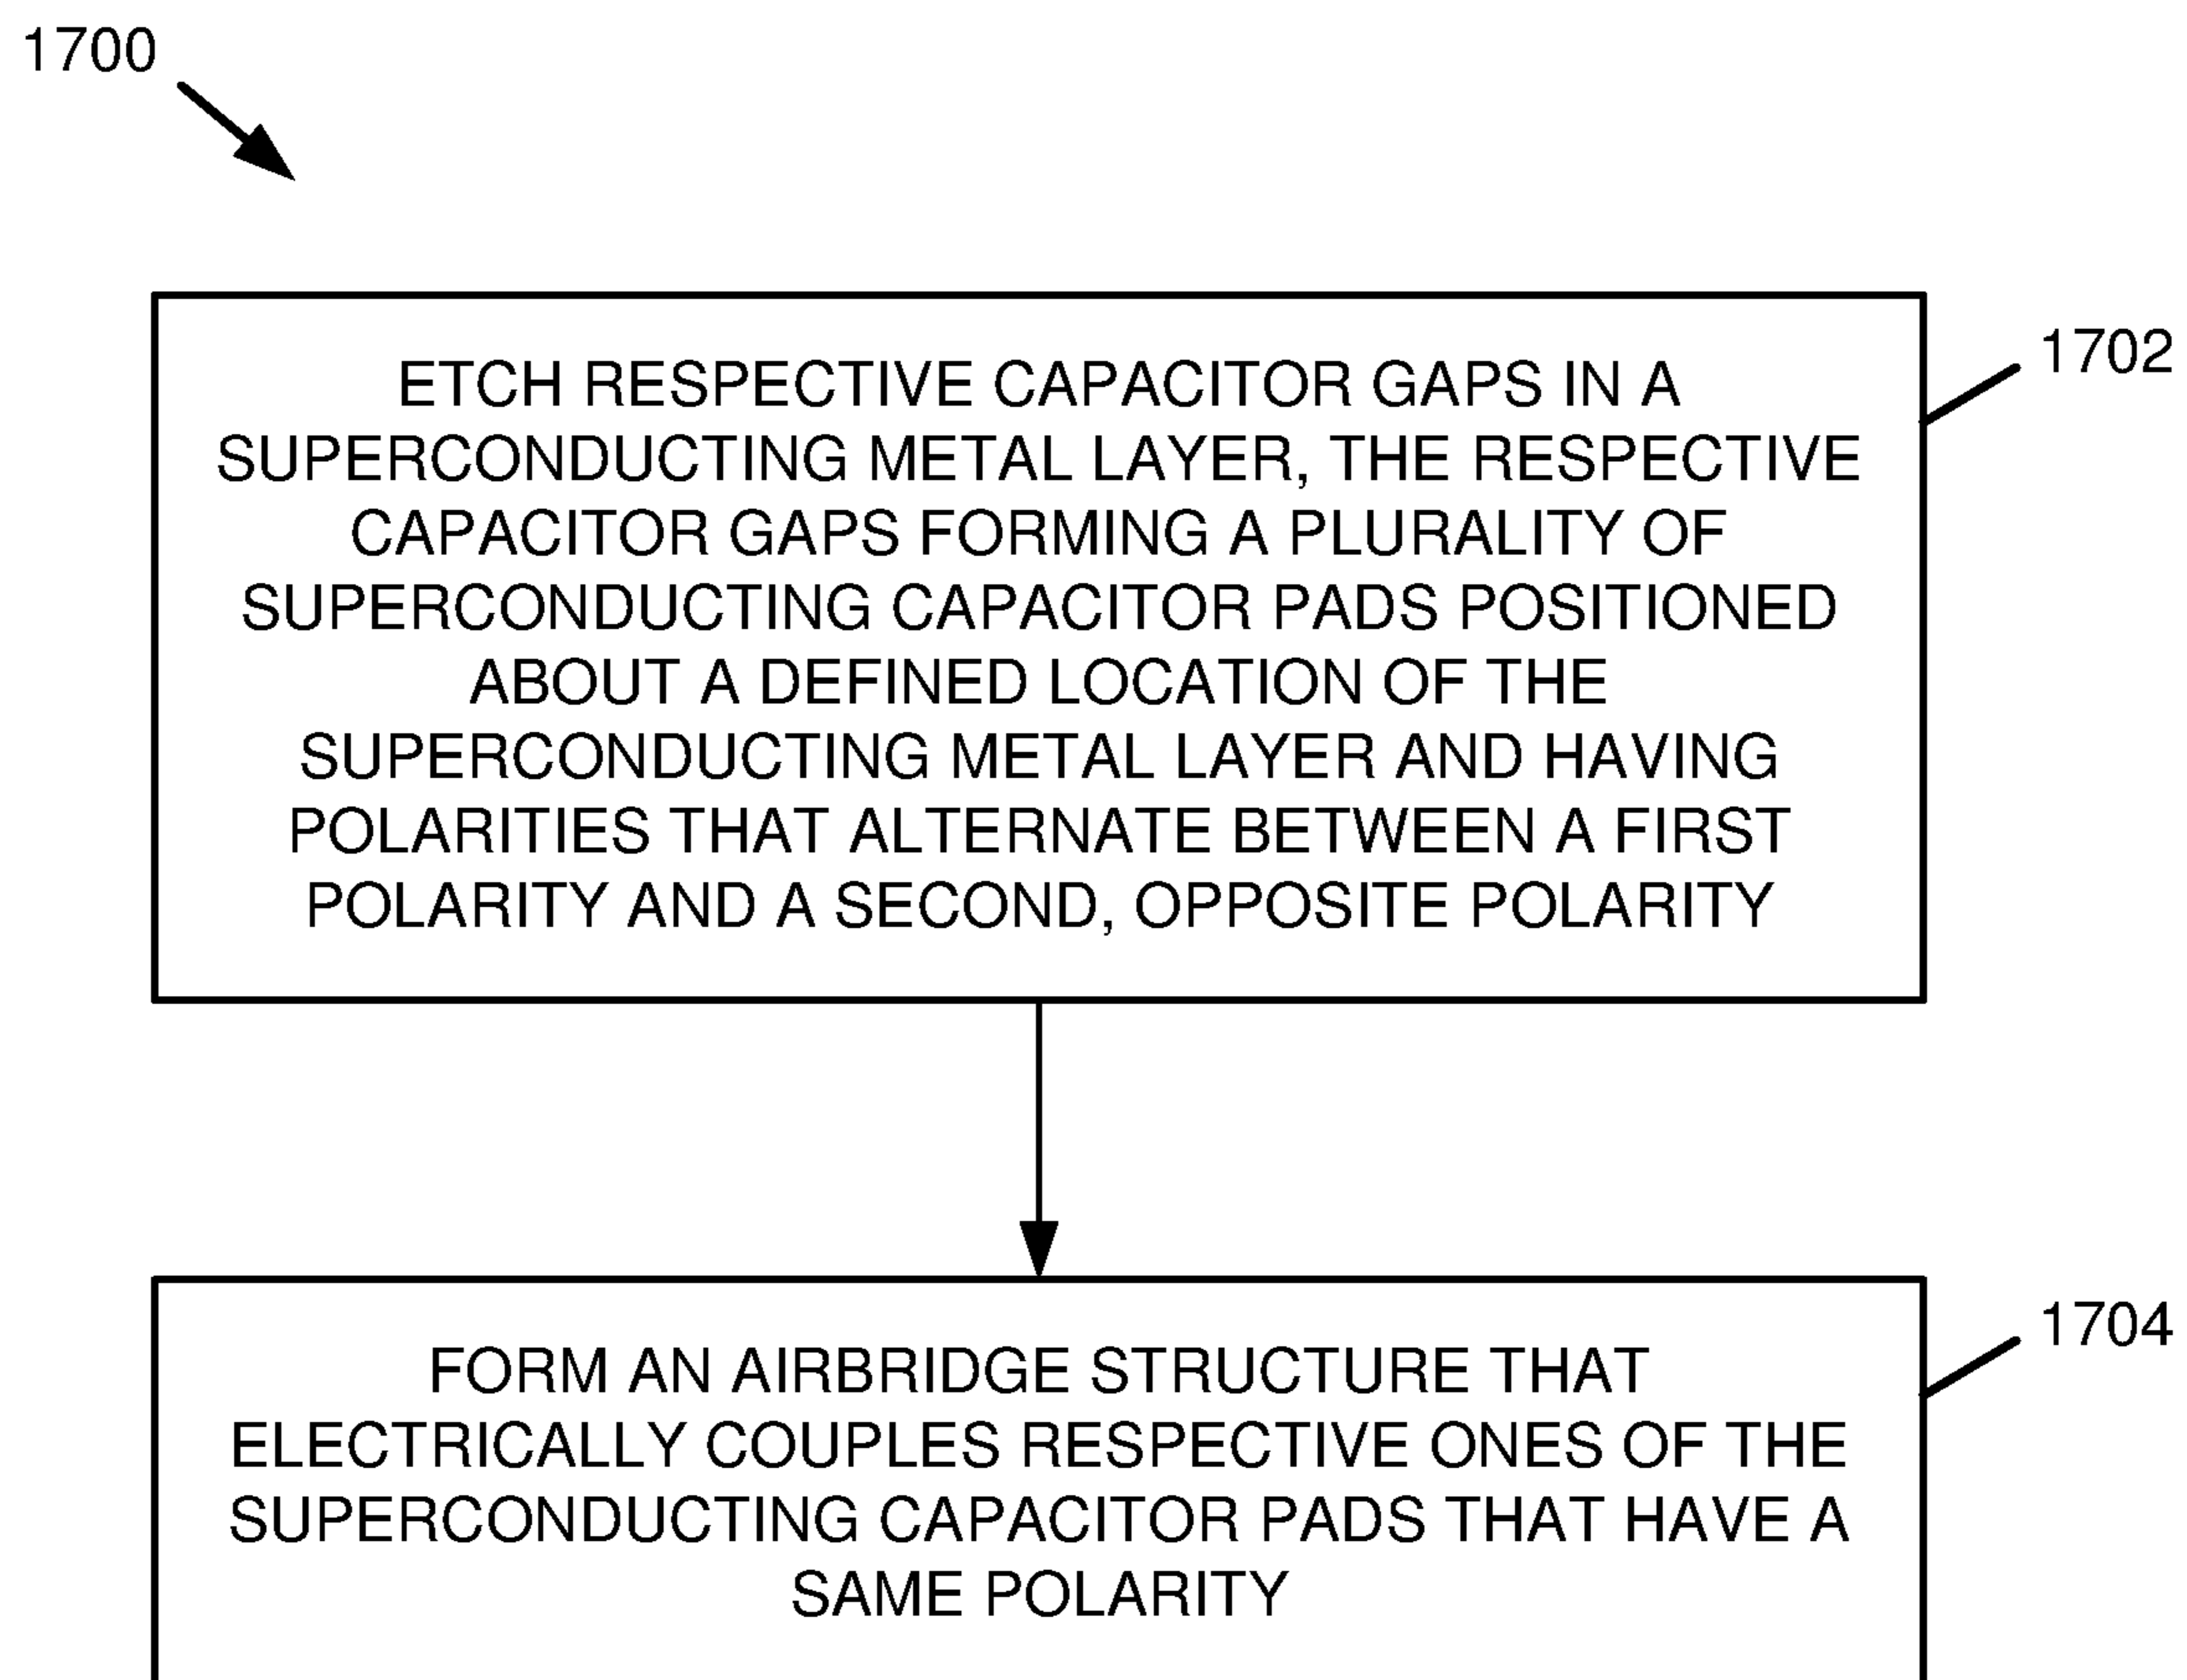 1700
ETCH RESPECTIVE CAPACITOR GAPS IN A
SUPERCONDUCTING METAL LAYER, THE RESPECTIVE
CAPACITOR GAPS FORMING A PLURALITY OF
SUPERCONDUCTING CAPACITOR PADS POSITIONED
ABOUT A DEFINED LOCATION OF THE
SUPERCONDUCTING METAL LAYER AND HAVING
POLARITIES THAT ALTERNATE BETWEEN A FIRST
POLARITY AND A SECOND, OPPOSITE POLARITY
1702
FORM AN AIRBRIDGE STRUCTURE THAT
ELECTRICALLY COUPLES RESPECTIVE ONES OF THE
SUPERCONDUCTING CAPACITOR PADS THAT HAVE A
SAME POLARITY
1704